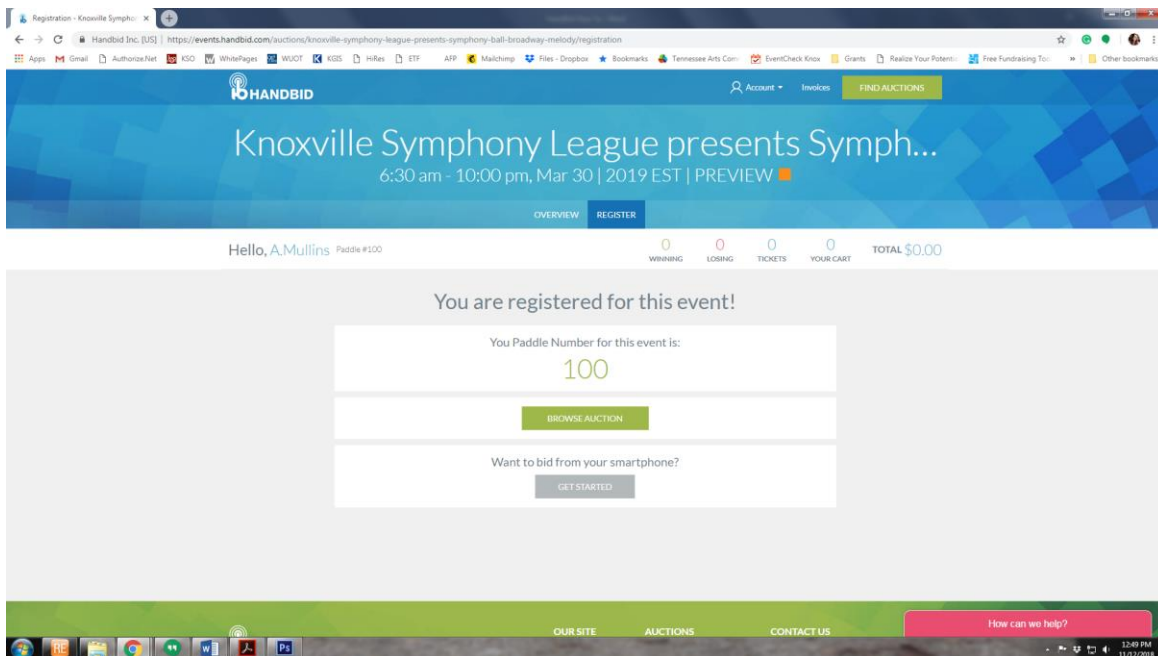 Registration - Knoxville Symphon
Handbid Inc. [US] | https://events.handbid.com/auctions/knoxville-symphony-league-presents-symphony-ball-broadway-melody/registration
Apps Gmail Authorize.Net KSO WhitePages WUOT KGIS HiRes ETF AFP Mailchimp Files - Dropbox Bookmarks Tennessee Arts Com EventCheck Knox Grants Realize Your Potentia Free Fundraising Too » Other bookmarks
HANDBID Account Invoices FIND AUCTIONS
Knoxville Symphony League presents Symph...
6:30 am - 10:00 pm, Mar 30 | 2019 EST | PREVIEW
OVERVIEW REGISTER
Hello, A.Mullins Paddle #100 0 0 0 0 TOTAL $0.00
WINNING LOSING TICKETS YOUR CART
You are registered for this event!
You Paddle Number for this event is:
100
BROWSE AUCTION
Want to bid from your smartphone?
GET STARTED
How can we help?
OUR SITE AUCTIONS CONTACT US
RE W Ps
12:49 PM
11/12/2018